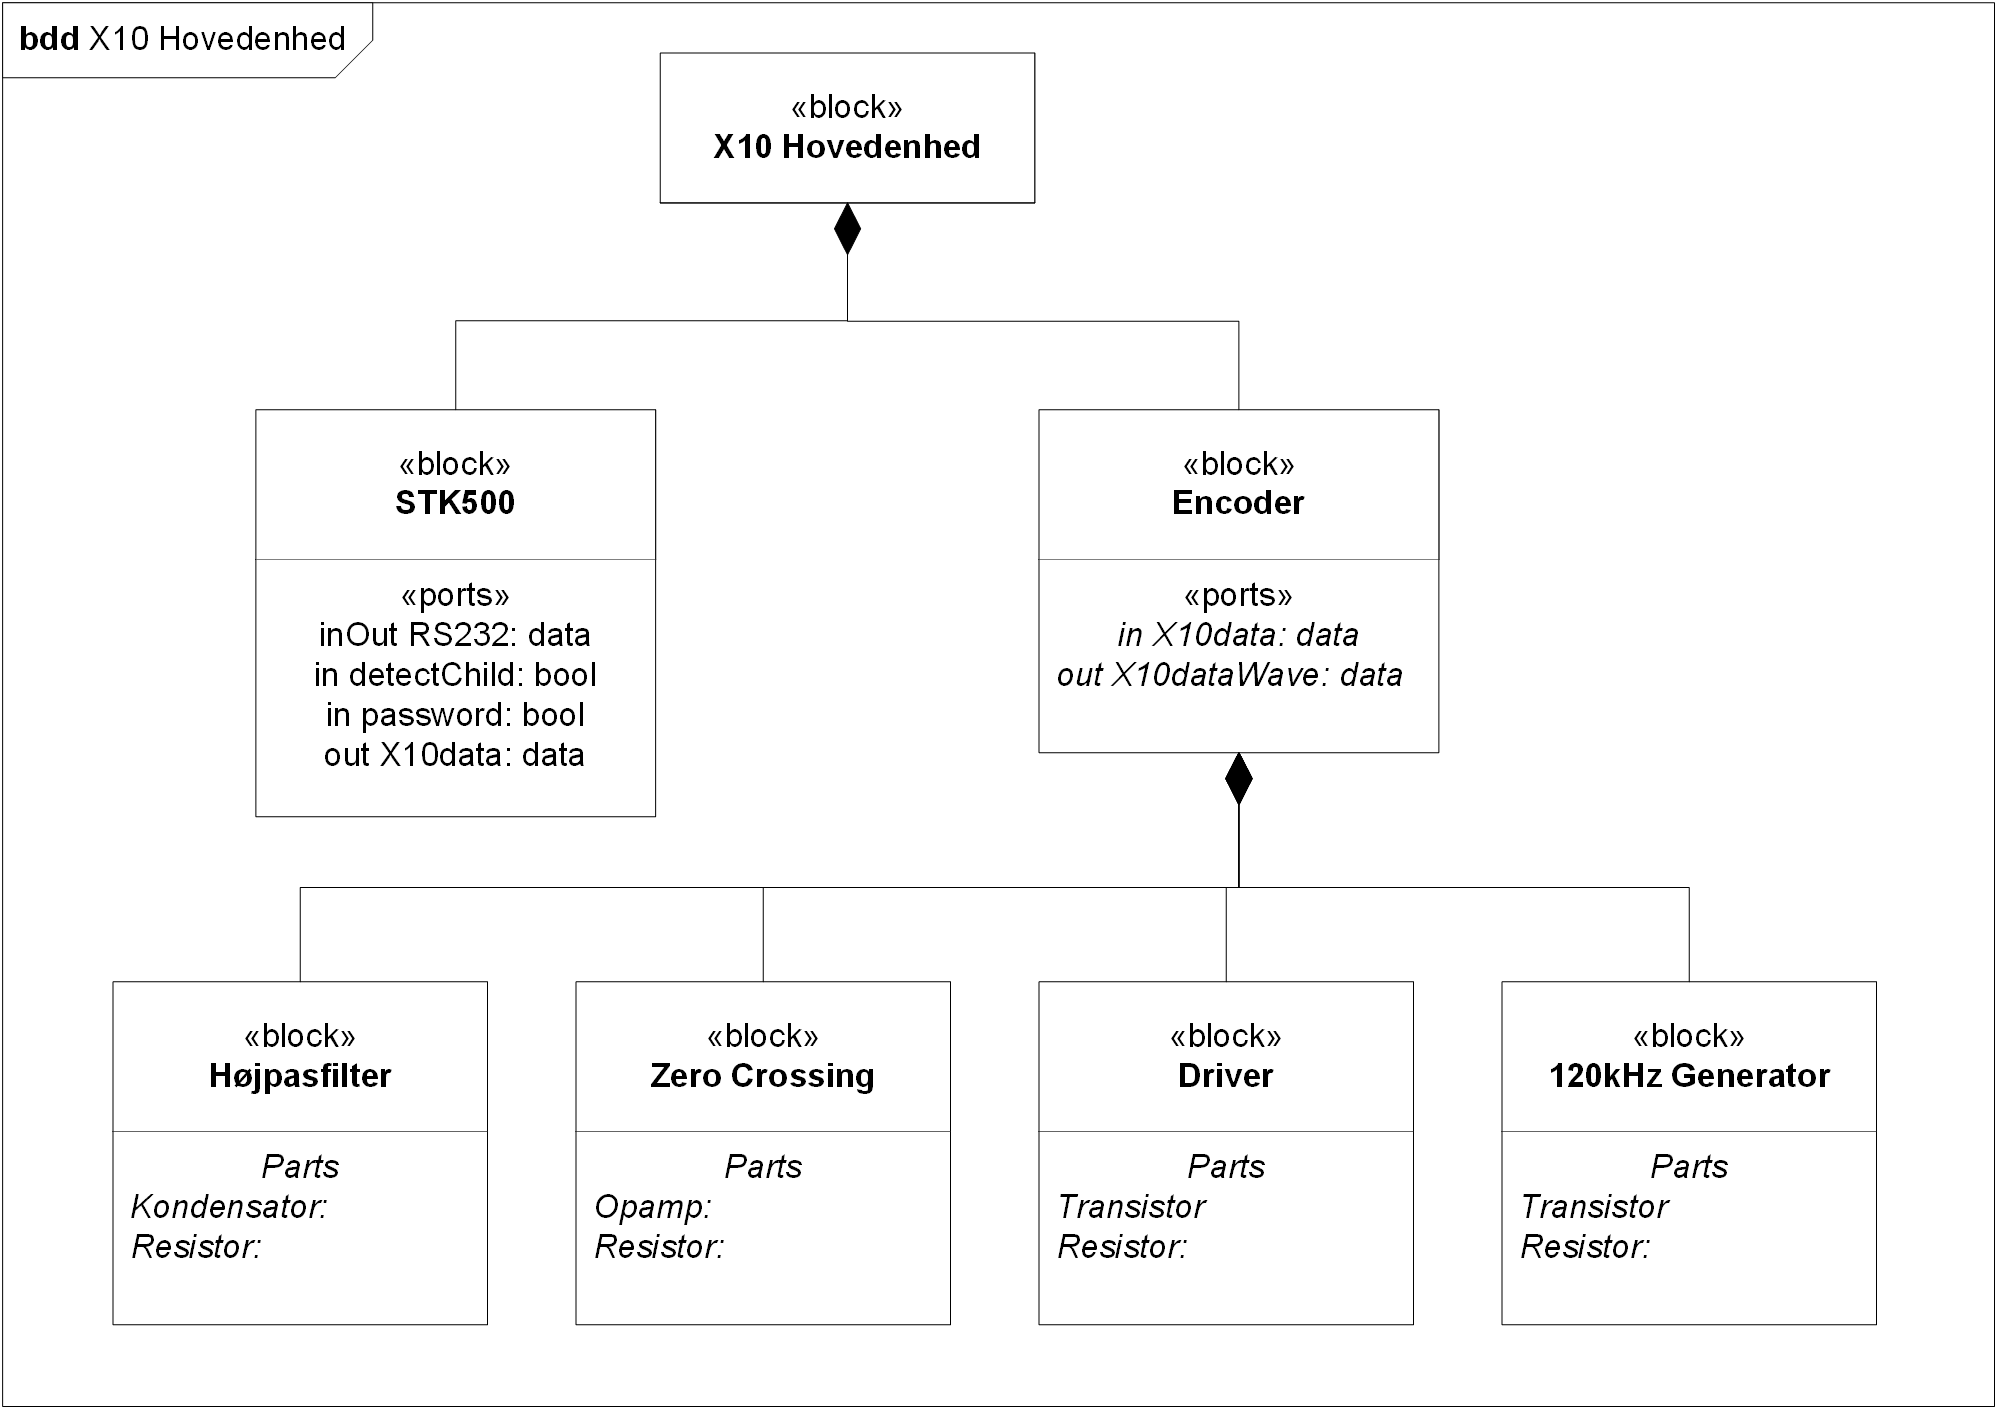 bdd X10 Hovedenhed
«block»
X10 Hovedenhed
«block»
STK500
«ports»
inOut RS232: data
in detectChild: bool
in password: bool
out X10data: data
«block»
Encoder
«ports»
in X10data: data
out X10dataWave: data
«block»
Højpasfilter
Parts
Kondensator:
Resistor:
«block»
Zero Crossing
Parts
Opamp:
Resistor:
«block»
Driver
Parts
Transistor
Resistor:
«block»
120kHz Generator
Parts
Transistor
Resistor: